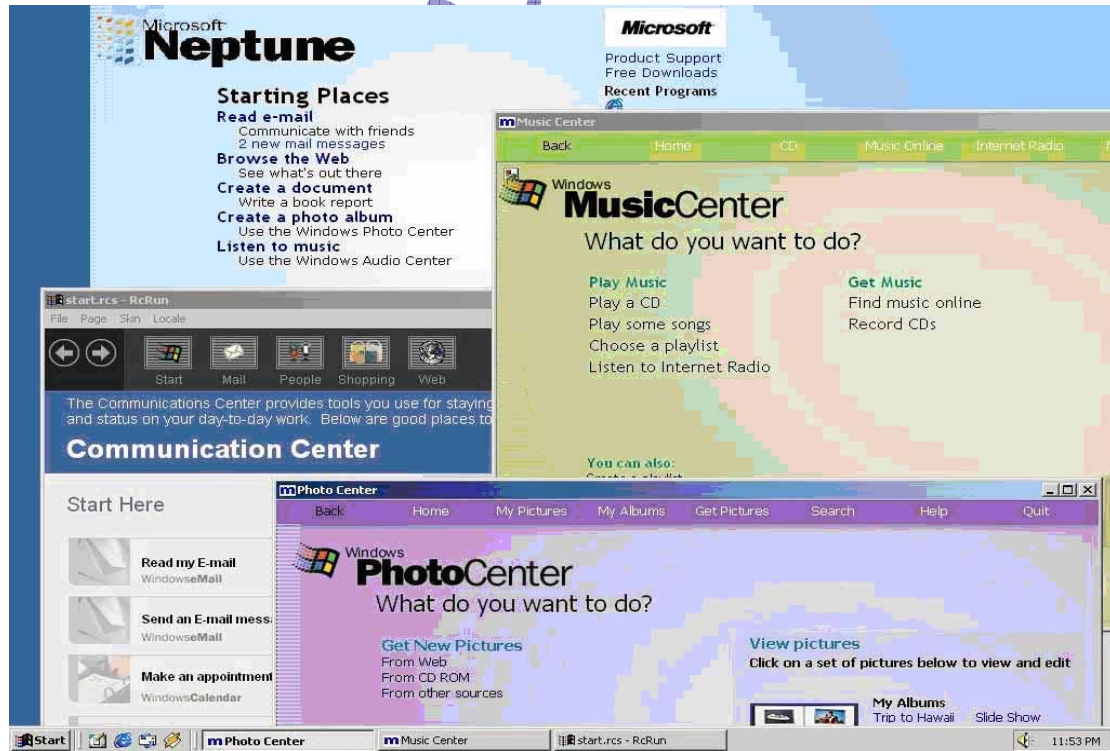 Microsoft
Neptune
Starting Places
Read e-mail
Communicate with friends
2 new mail messages
Browse the Web
See what's out there
Create a document
Write a book report
Create a photo album
Use the Windows Photo Center
Listen to music
Use the Windows Audio Center
Microsoft
Product Support
Free Downloads
Recent Programs
Music Center
Back Home CD Music Online Internet Radio
Windows
MusicCenter
What do you want to do?
Play Music
Play a CD
Play some songs
Choose a playlist
Listen to Internet Radio
Get Music
Find music online
Record CDs
You can also:
Create a playlist
start.rcs - RcRun
File Page Skin Locale
Start Mail People Shopping Web
The Communications Center provides tools you use for staying
and status on your day-to-day work. Below are good places to
Communication Center
Start Here
Read my E-mail
WindowseMail
Send an E-mail mess
WindowseMail
Make an appointment
WindowsCalendar
Photo Center
Back Home My Pictures My Albums Get Pictures Search Help Quit
Windows
PhotoCenter
What do you want to do?
Get New Pictures
From Web
From CD ROM
From other sources
View pictures
Click on a set of pictures below to view and edit
My Albums
Trip to Hawaii Slide Show
Start Photo Center Music Center start.rcs - RcRun 11:53 PM